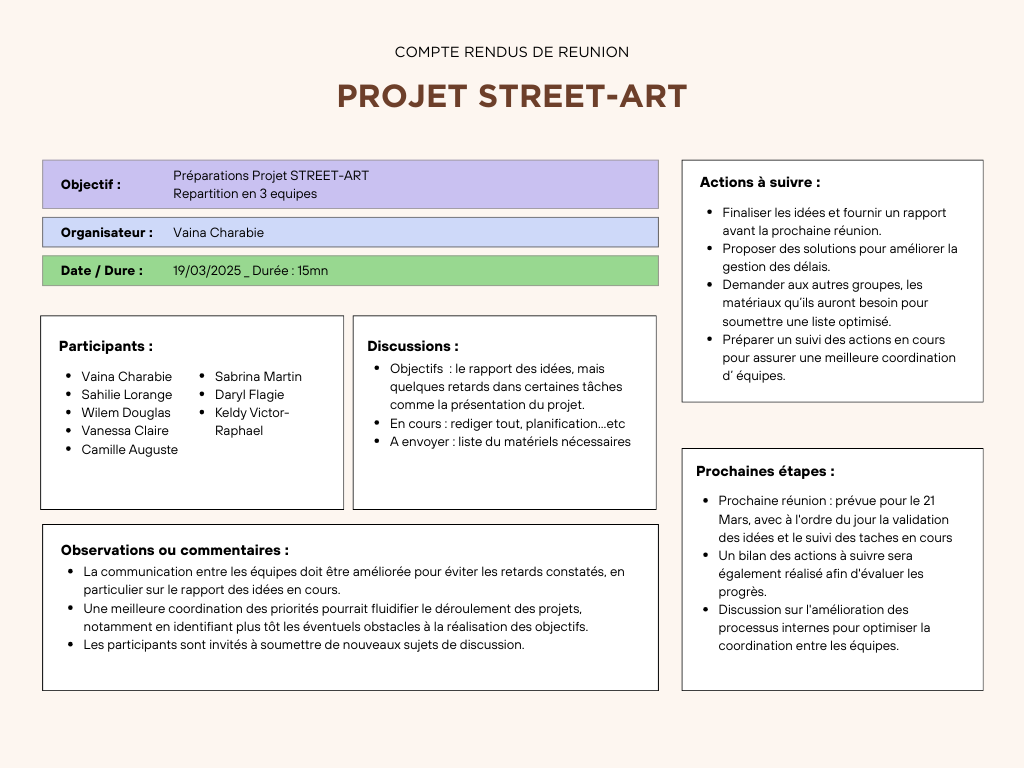 COMPTE RENDUS DE REUNION
PROJET STREET-ART
Objectif :
Préparations Projet STREET-ART
Repartition en 3 equipes
Organisateur :
Vaina Charabie
Date / Dure :
19/03/2025 _ Durée : 15mn
Participants :
• Vaina Charabie
• Sahilie Lorange
• Wilem Douglas
• Vanessa Claire
• Camille Auguste
• Sabrina Martin
• Daryl Flagie
• Keldy Victor-
Raphael
Discussions :
• Objectifs : le rapport des idées, mais
quelques retards dans certaines tâches
comme la présentation du projet.
• En cours : rediger tout, planification...etc
• A envoyer : liste du matériels nécessaires
Observations ou commentaires :
• La communication entre les équipes doit être améliorée pour éviter les retards constatés, en
particulier sur le rapport des idées en cours.
• Une meilleure coordination des priorités pourrait fluidifier le déroulement des projets,
notamment en identifiant plus tôt les éventuels obstacles à la réalisation des objectifs.
• Les participants sont invités à soumettre de nouveaux sujets de discussion.
Actions à suivre :
• Finaliser les idées et fournir un rapport
avant la prochaine réunion.
• Proposer des solutions pour améliorer la
gestion des délais.
• Demander aux autres groupes, les
matériaux qu'ils auront besoin pour
soumettre une liste optimisé.
• Préparer un suivi des actions en cours
pour assurer une meilleure coordination
d' équipes.
Prochaines étapes :
• Prochaine réunion : prévue pour le 21
Mars, avec à l'ordre du jour la validation
des idées et le suivi des taches en cours
• Un bilan des actions à suivre sera
également réalisé afin d'évaluer les
progrès.
• Discussion sur l'amélioration des
processus internes pour optimiser la
coordination entre les équipes.